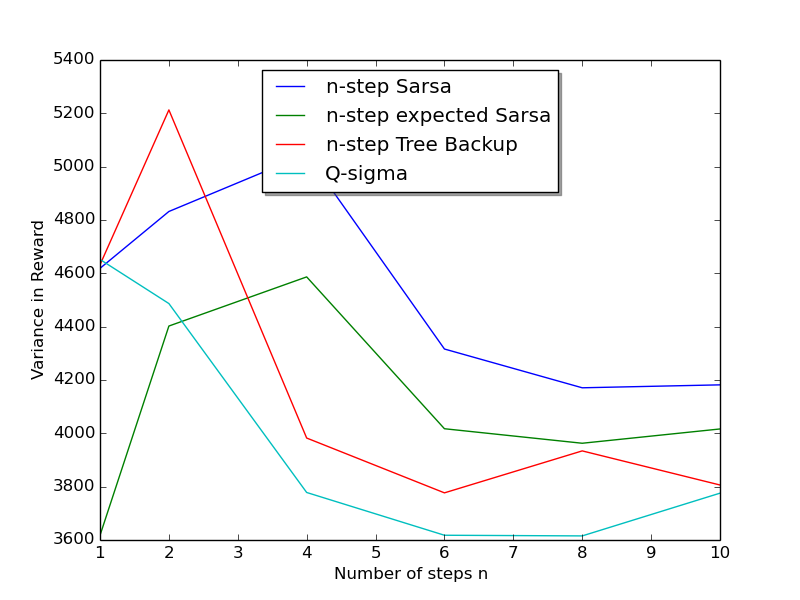 5400
5200
5000
4800
4600
4400
4200
4000
3800
3600
Variance in Reward
n-step Sarsa
n-step expected Sarsa
n-step Tree Backup
Q-sigma
1 2 3 4 5 6 7 8 9 10
Number of steps n